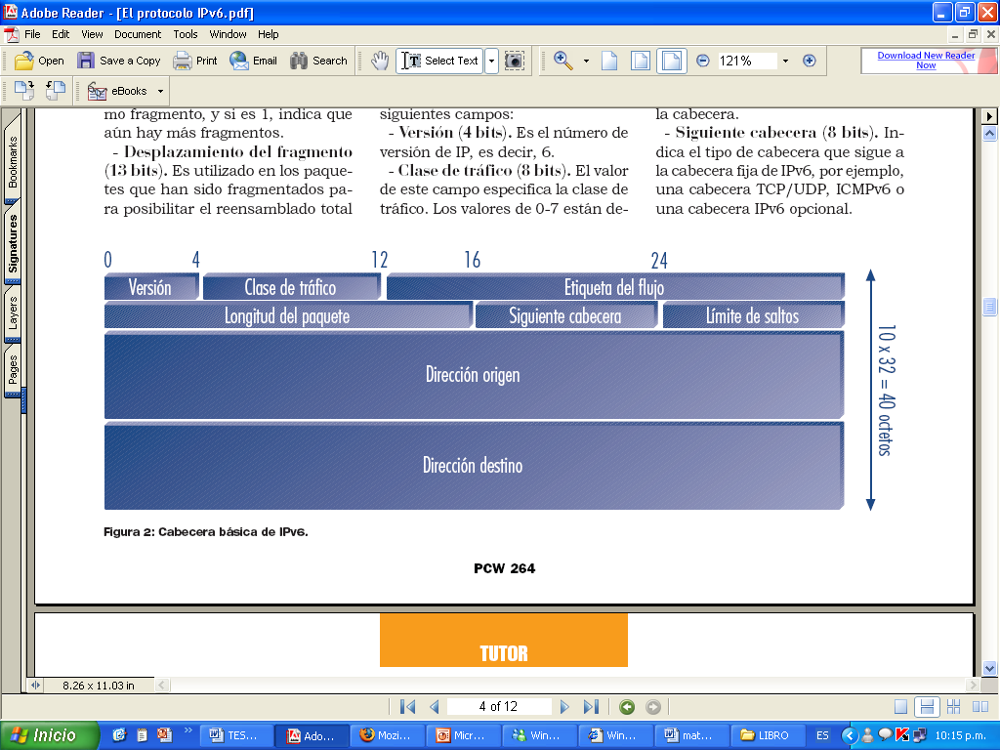 Adobe Reader - [El protocolo IPv6.pdf]
File Edit View Document Tools Window Help
Open Save a Copy Print Email Search Select Text 121% Download New Reader Now
eBooks
Bookmarks
Signatures
Layers
Pages
mo fragmento, y si es 1, indica que
aún hay más fragmentos.
- Desplazamiento del fragmento
(13 bits). Es utilizado en los paque-
tes que han sido fragmentados pa-
ra posibilitar el reensamblado total
siguientes campos:
- Versión (4 bits). Es el número de
versión de IP, es decir, 6.
- Clase de tráfico (8 bits). El valor
de este campo especifica la clase de
tráfico. Los valores de 0-7 están de-
la cabecera.
- Siguiente cabecera (8 bits). In-
dica el tipo de cabecera que sigue a
la cabecera fija de IPv6, por ejemplo,
una cabecera TCP/UDP, ICMPv6 o
una cabecera IPv6 opcional.
0 4 12 16 24
Versión Clase de tráfico Etiqueta del flujo
Longitud del paquete Siguiente cabecera Límite de saltos
Dirección origen
Dirección destino
10 x 32 = 40 octetos
Figura 2: Cabecera básica de IPv6.
PCW 264
TUTOR
8.26 x 11.03 in
4 of 12
Inicio TES... Ado... Mozi... Micr... Win... Win... mat... LIBRO ES 10:15 p.m.